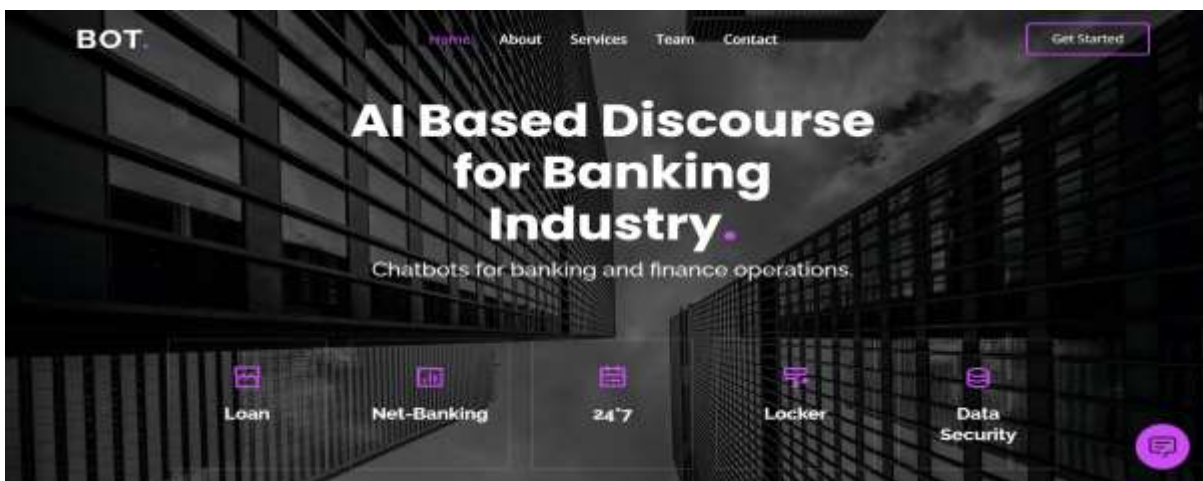 BOT.
Home About Services Team Contact
Get Started
AI Based Discourse
for Banking
Industry.
Chatbots for banking and finance operations.
Loan
Net-Banking
24*7
Locker
Data
Security